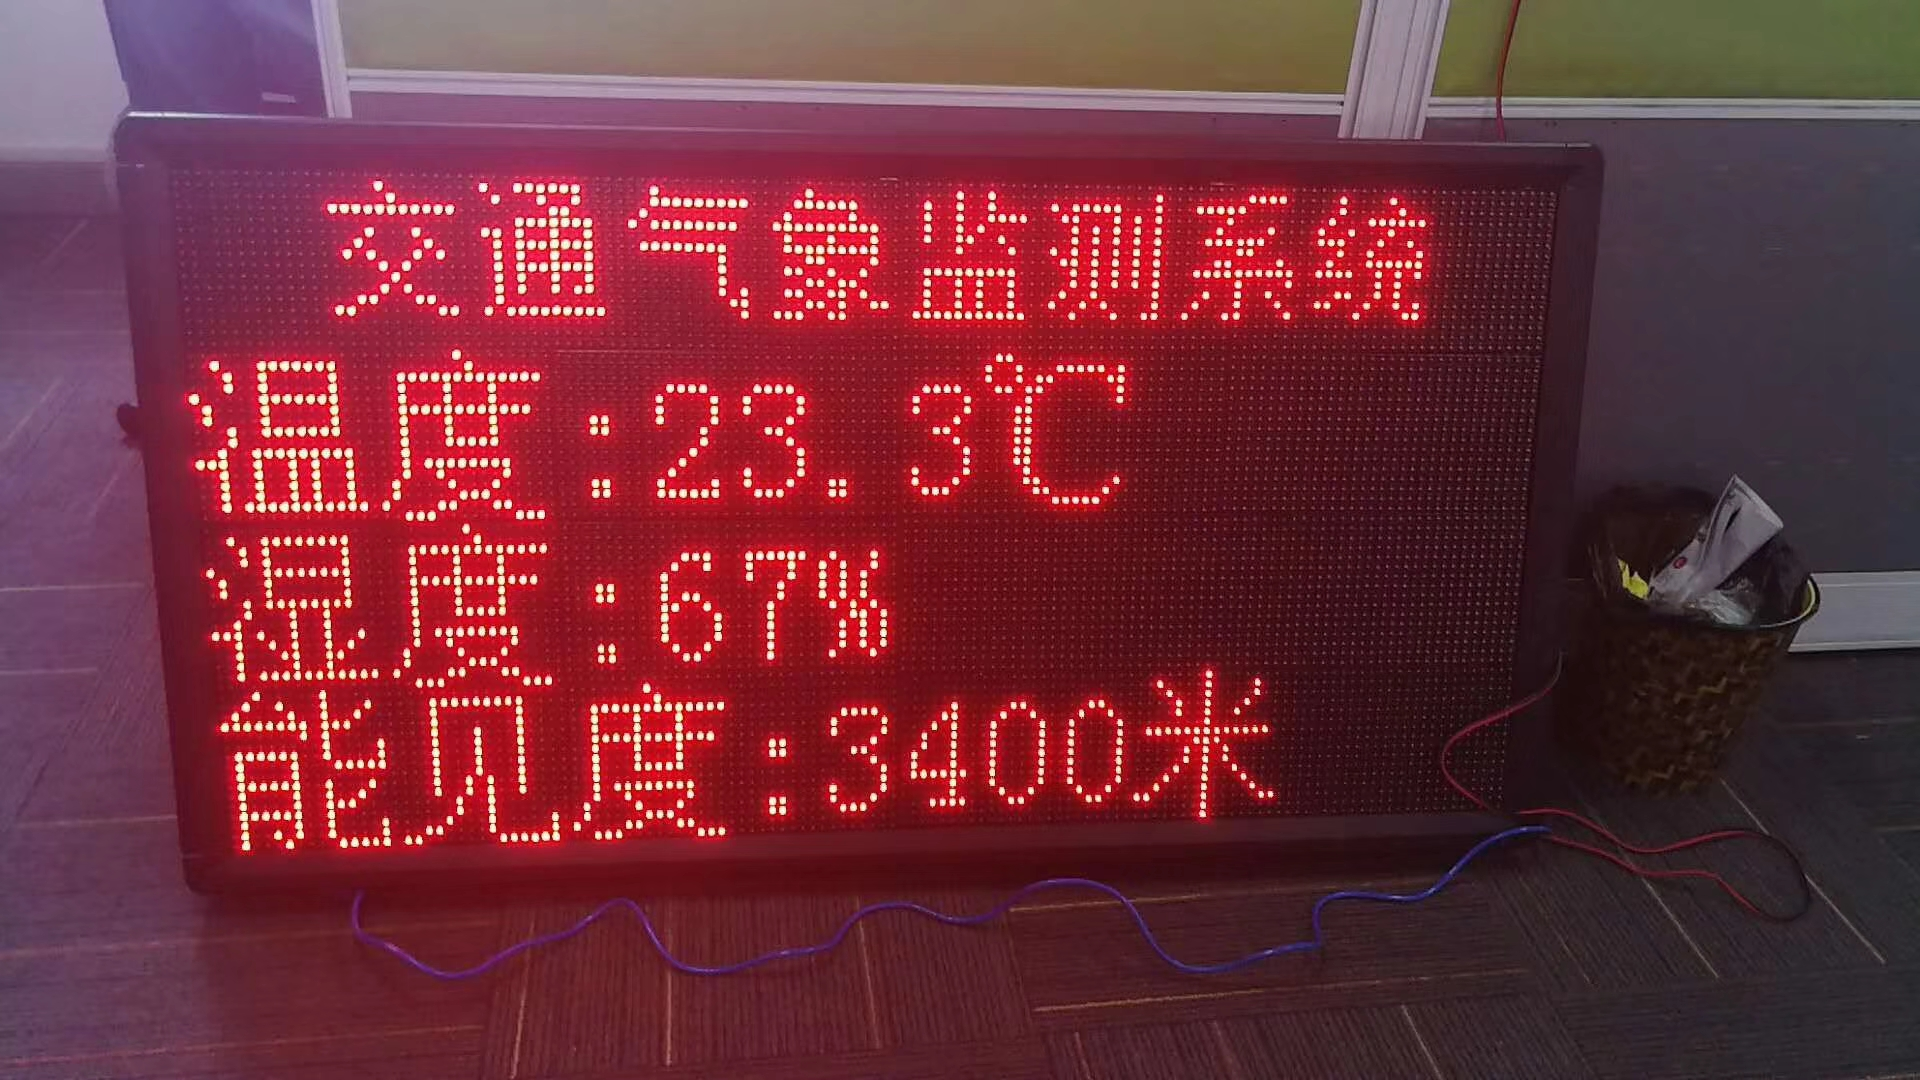 交通气象监测系统
温度:23.3℃
湿度:67%
能见度:3400米